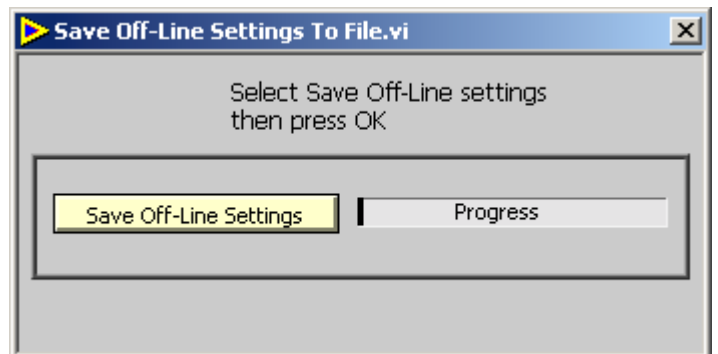 Save Off-Line Settings To File.vi
Select Save Off-Line settings
then press OK
Save Off-Line Settings
Progress